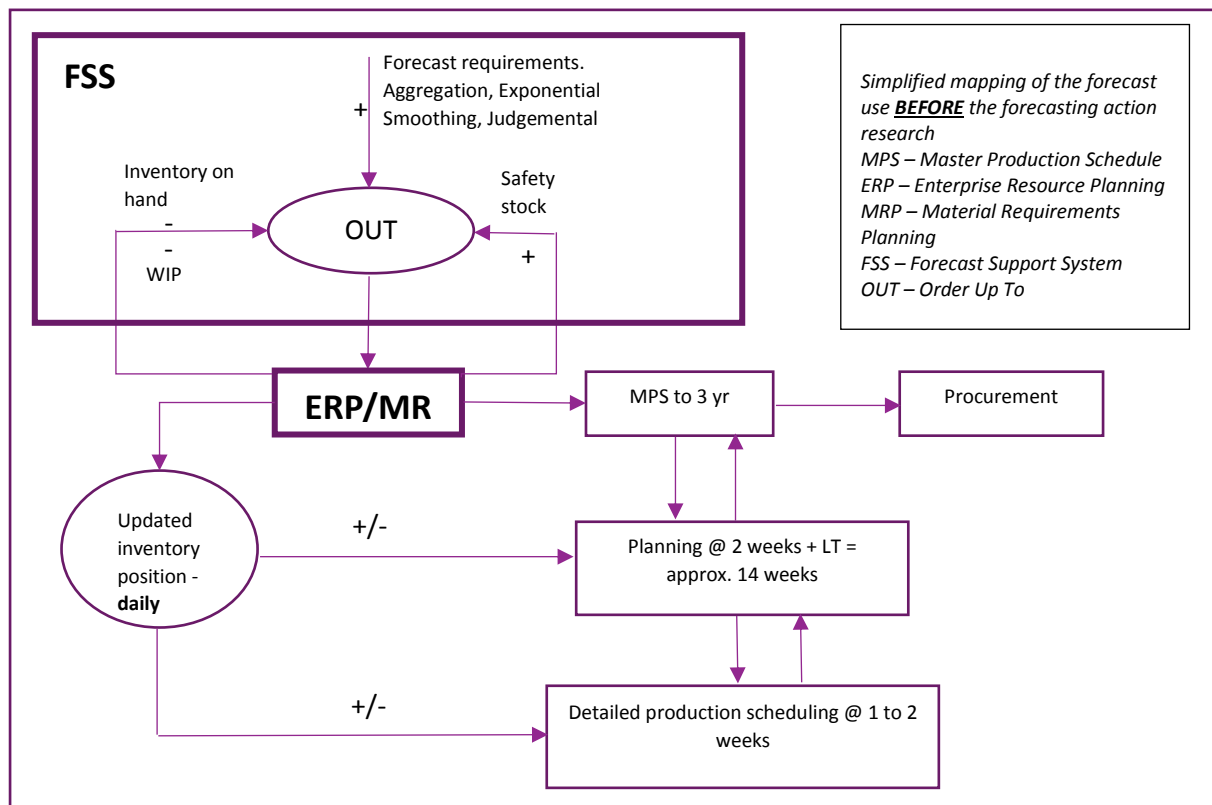 FSS
Forecast requirements.
Aggregation, Exponential
Smoothing, Judgemental
+
Inventory on
hand
-
-
WIP
Safety
stock
+
OUT
Simplified mapping of the forecast
use BEFORE the forecasting action
research
MPS – Master Production Schedule
ERP – Enterprise Resource Planning
MRP – Material Requirements
Planning
FSS – Forecast Support System
OUT – Order Up To
ERP/MR
MPS to 3 yr
Procurement
Updated
inventory
position -
daily
+/-
Planning @ 2 weeks + LT =
approx. 14 weeks
+/-
Detailed production scheduling @ 1 to 2
weeks